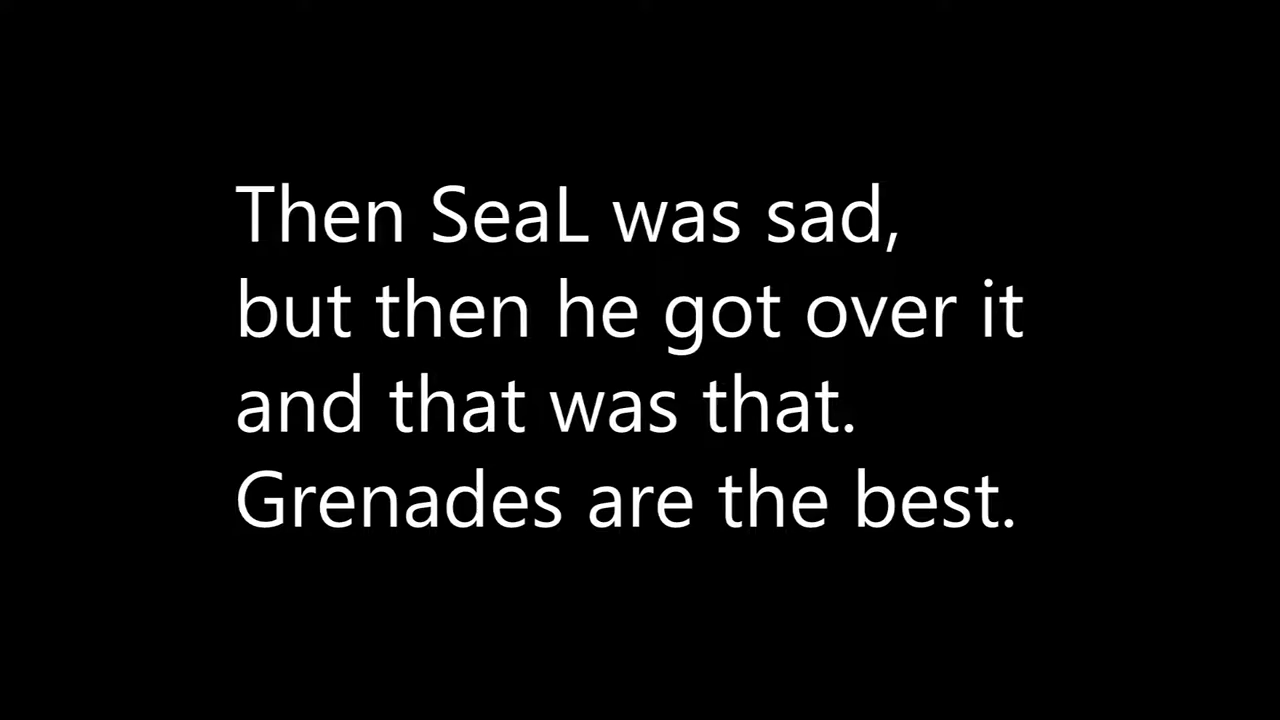 Then SeaL was sad,
but then he got over it
and that was that.
Grenades are the best.